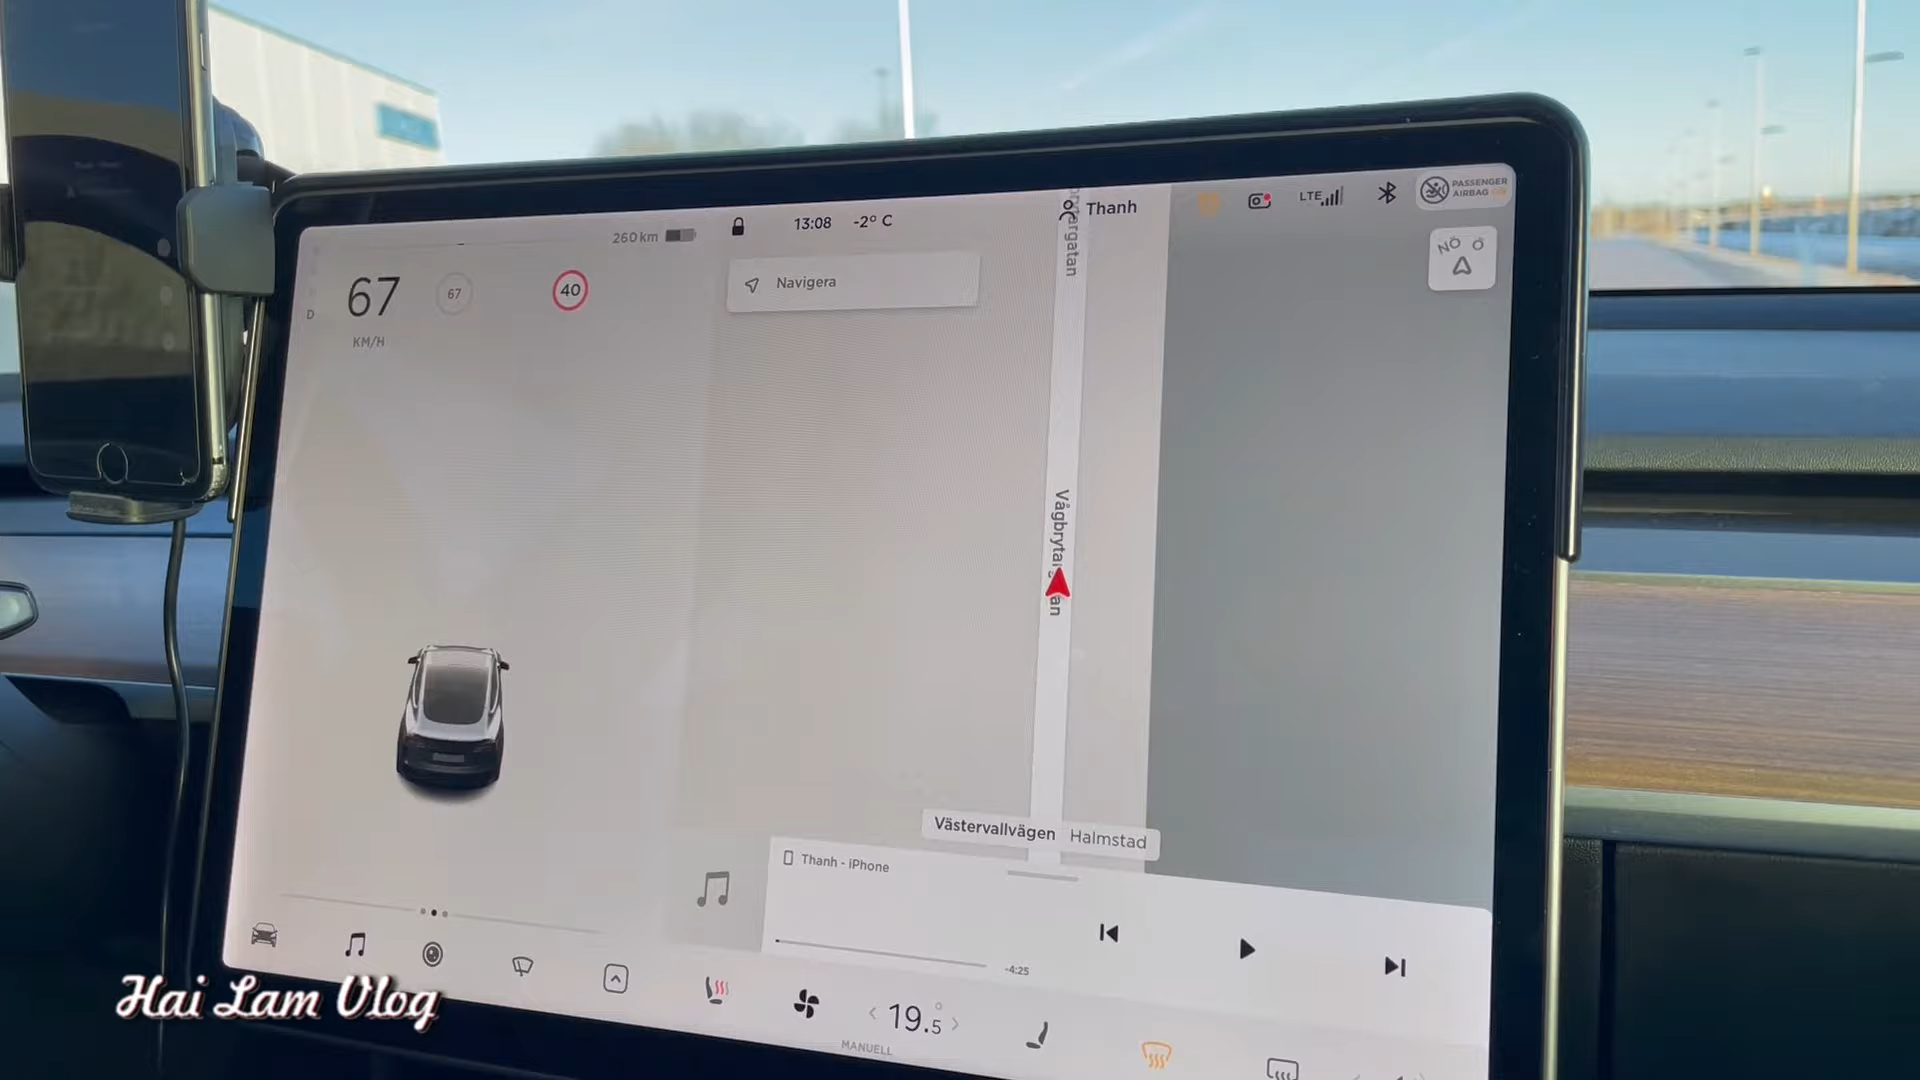 260 km
13:08
-2° C
Thanh
LTE
PASSENGER
AIRBAG
67
67
40
D
KM/H
Navigera
NÖ Ö
Västervallvägen Halmstad
Thanh - iPhone
-4:25
19.5°
MANUELL
Hai Lam Vlog